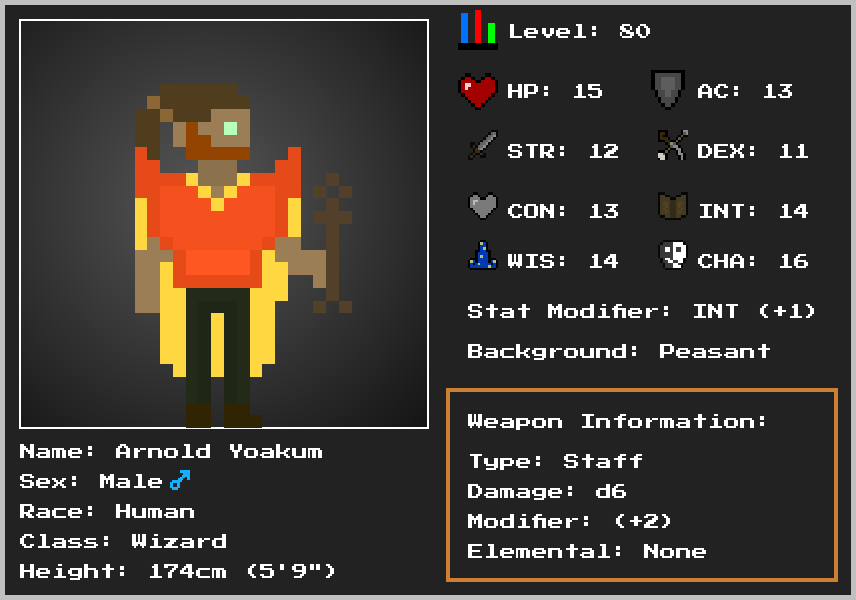 Level: 80
HP: 15 AC: 13
STR: 12 DEX: 11
CON: 13 INT: 14
WIS: 14 CHA: 16
Stat Modifier: INT (+1)
Background: Peasant
Weapon Information:
Type: Staff
Damage: d6
Modifier: (+2)
Elemental: None
Name: Arnold Yoakum
Sex: Male♂
Race: Human
Class: Wizard
Height: 174cm (5'9")